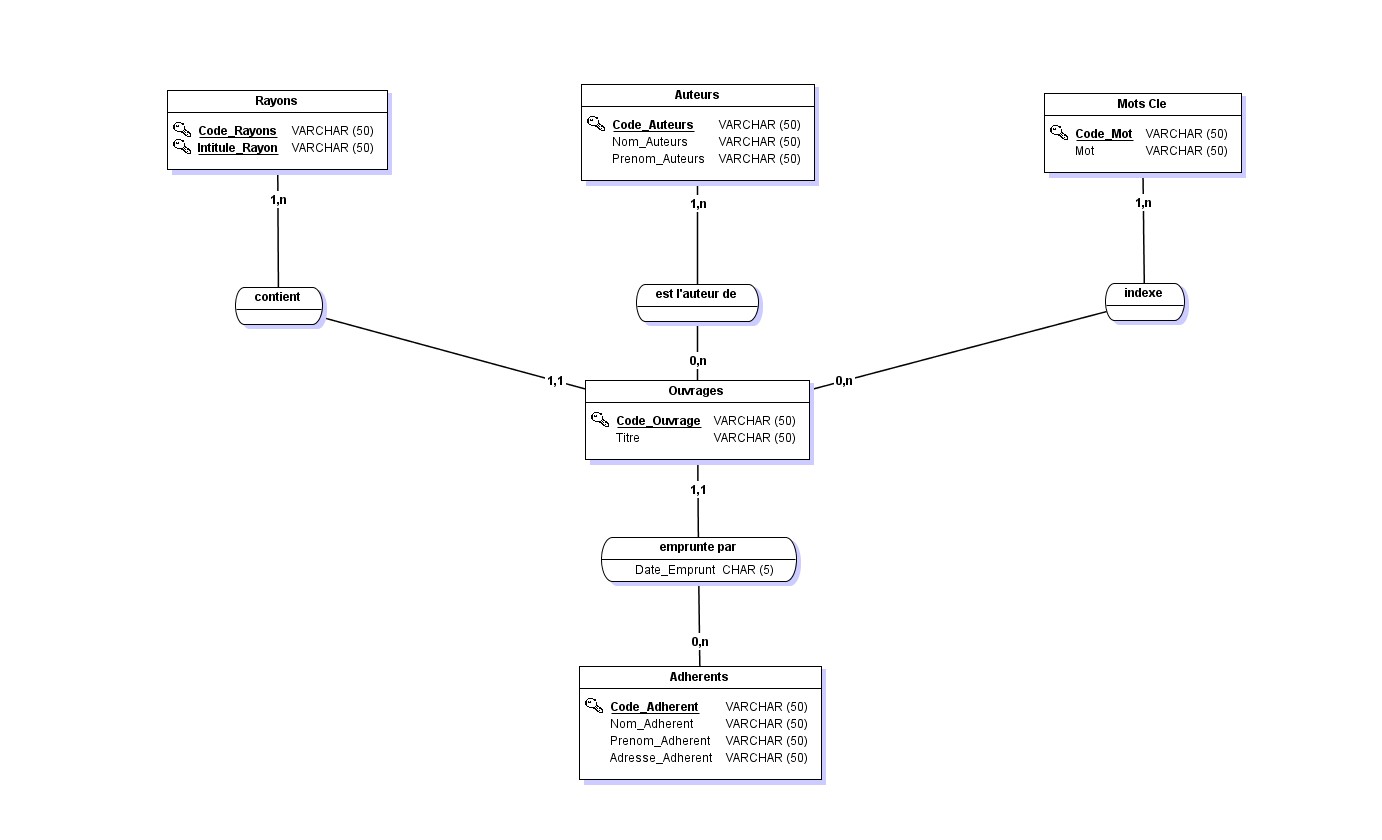 Rayons
Code_Rayons VARCHAR (50)
Intitule_Rayon VARCHAR (50)
Auteurs
Code_Auteurs VARCHAR (50)
Nom_Auteurs VARCHAR (50)
Prenom_Auteurs VARCHAR (50)
Mots Cle
Code_Mot VARCHAR (50)
Mot VARCHAR (50)
1,n
1,n
1,n
contient
est l'auteur de
indexe
1,1
0,n
0,n
Ouvrages
Code_Ouvrage VARCHAR (50)
Titre VARCHAR (50)
1,1
emprunte par
Date_Emprunt CHAR (5)
0,n
Adherents
Code_Adherent VARCHAR (50)
Nom_Adherent VARCHAR (50)
Prenom_Adherent VARCHAR (50)
Adresse_Adherent VARCHAR (50)